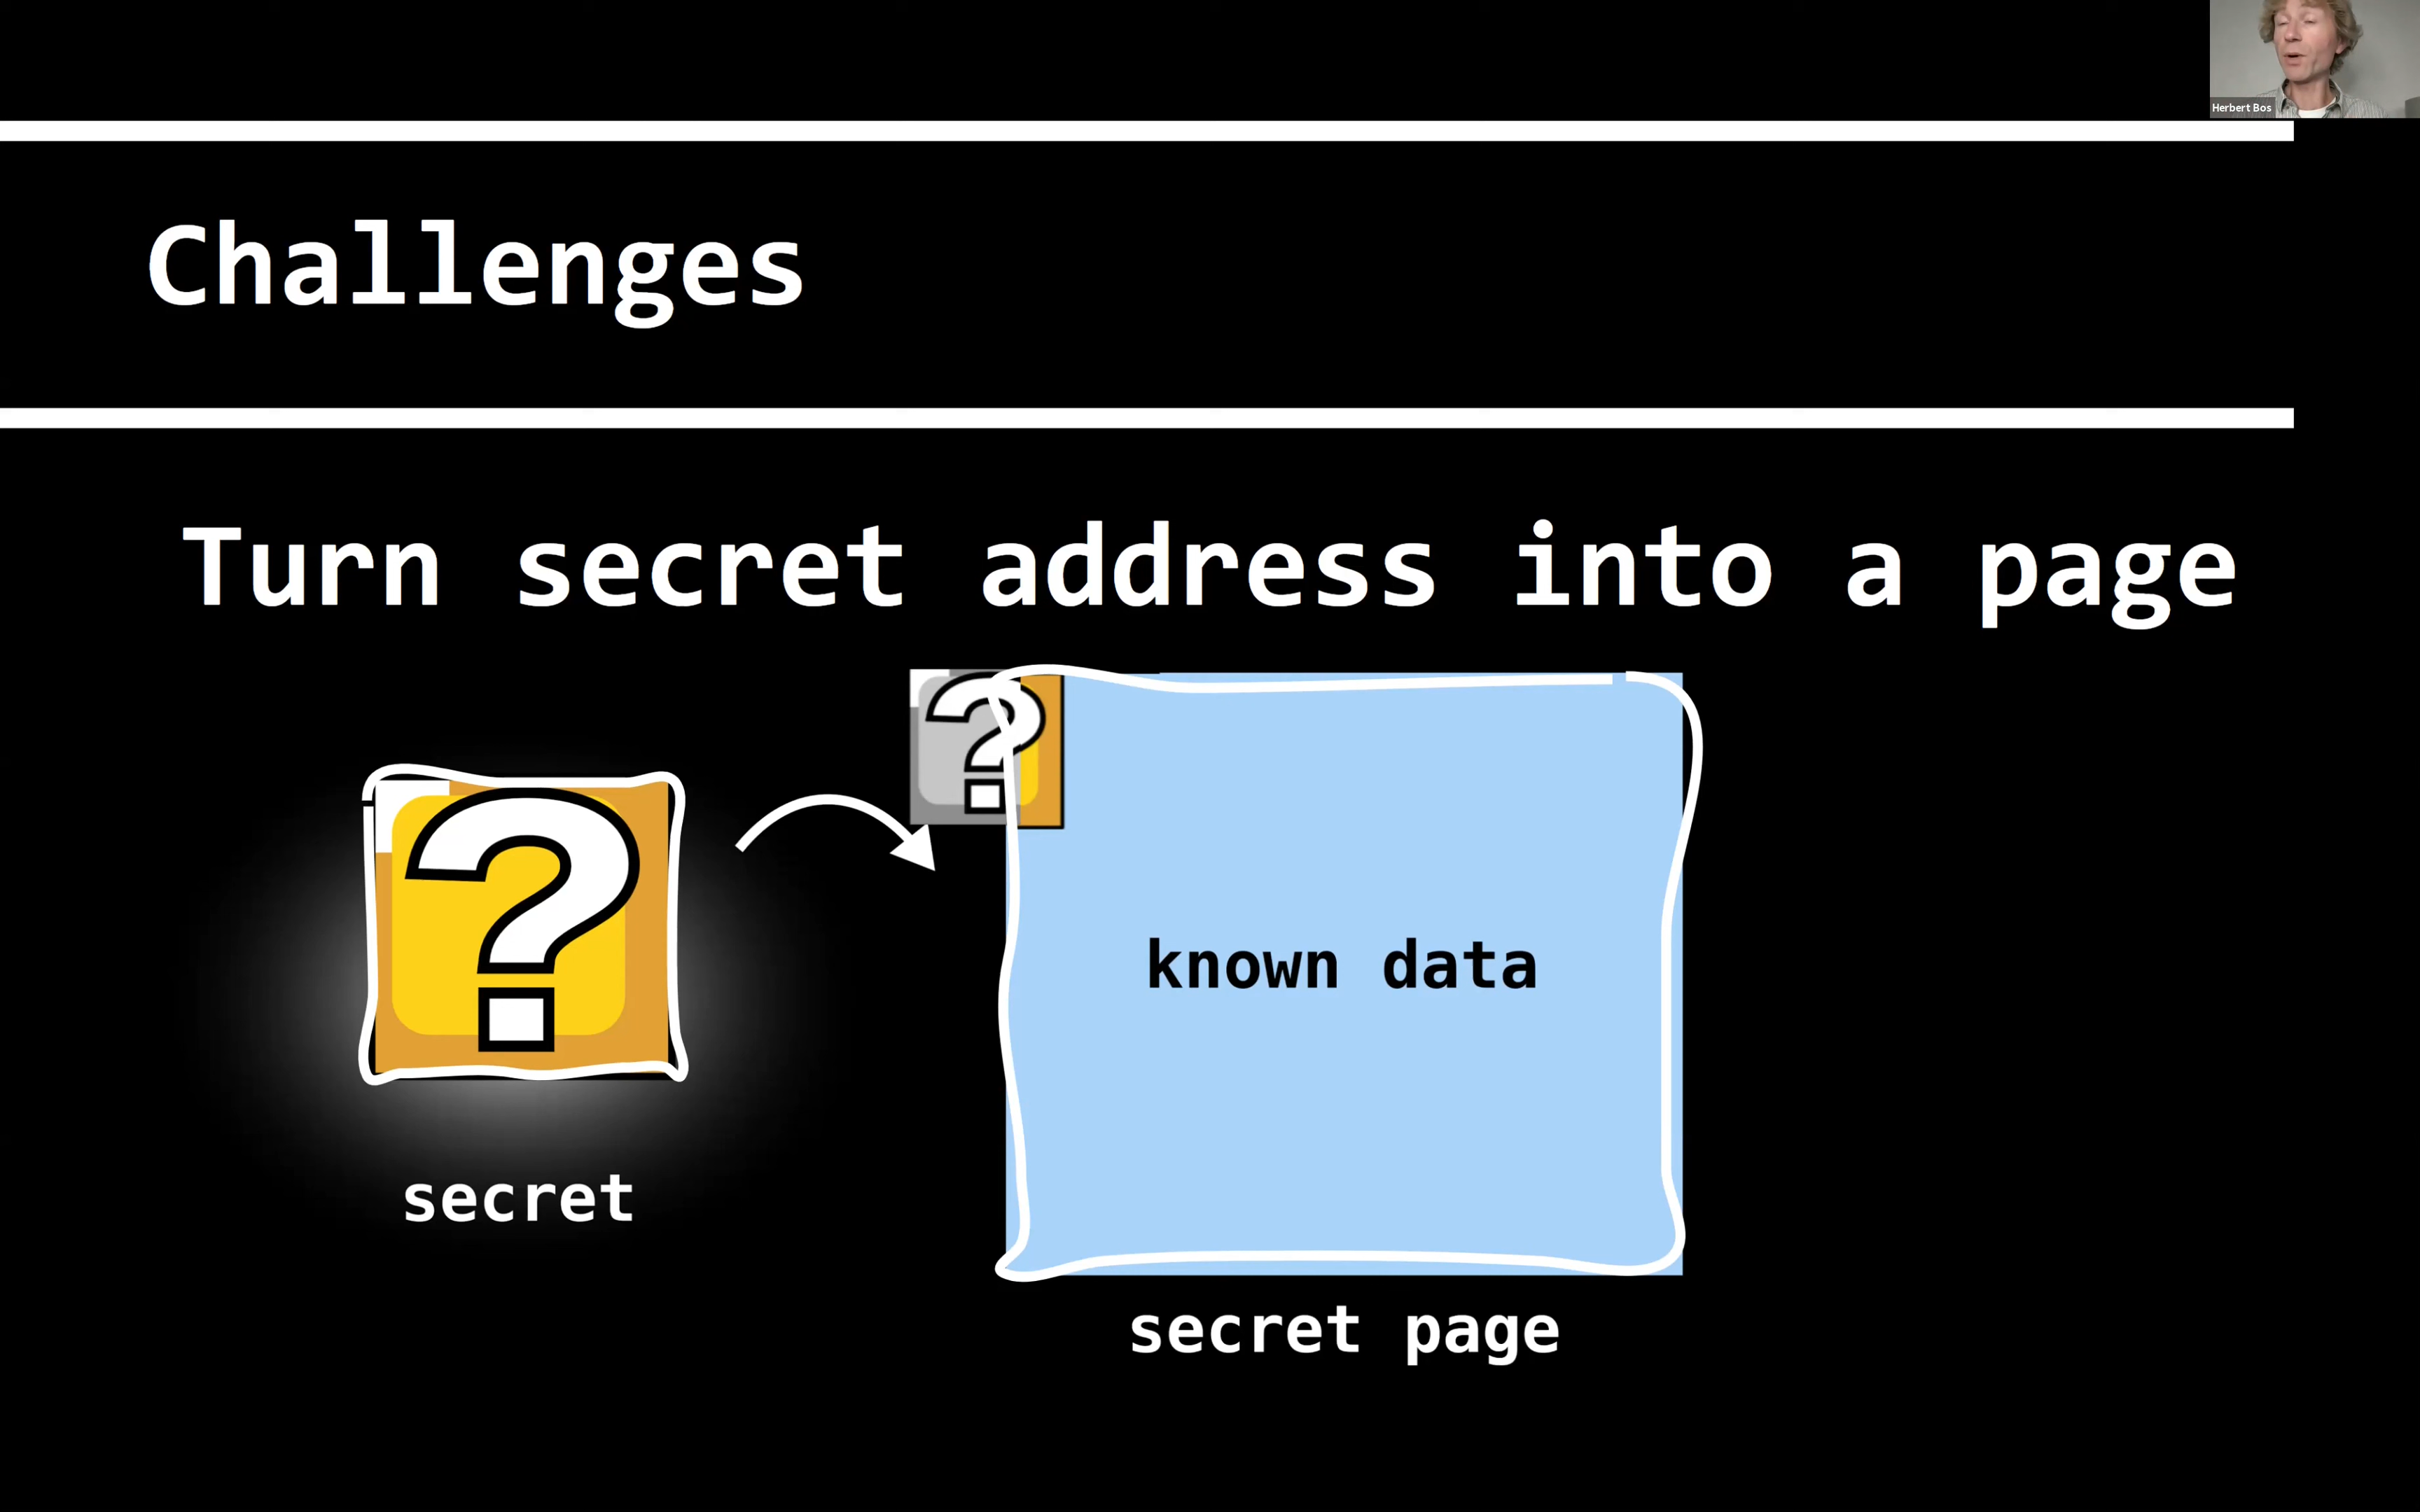 Herbert Bos
Challenges
Turn secret address into a page
?
?
known data
secret
secret page